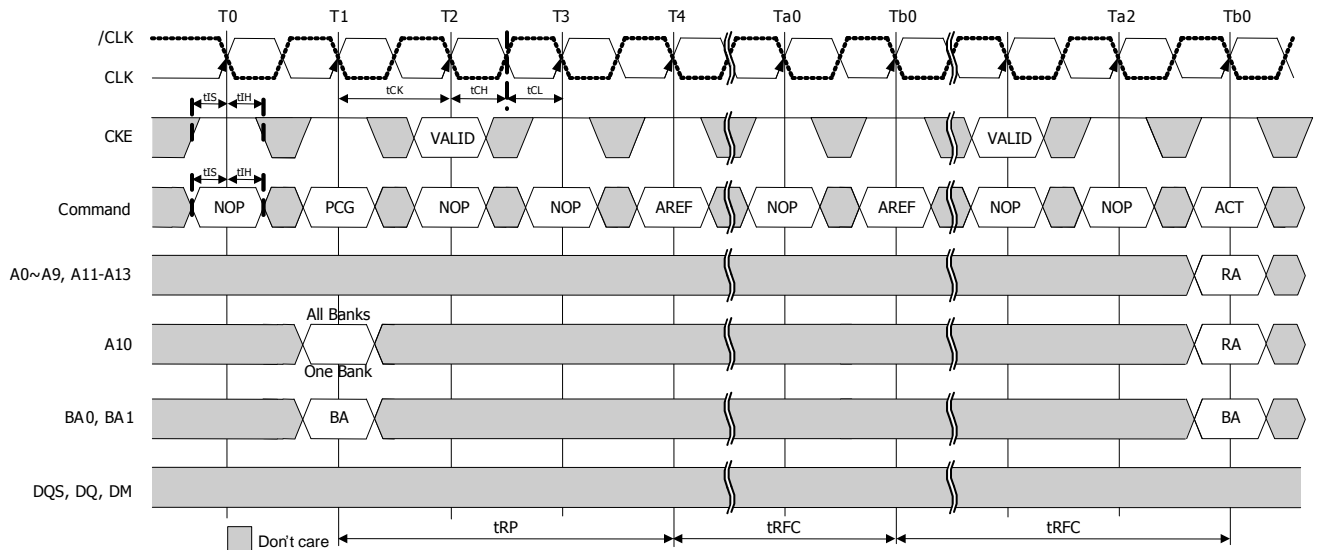 T0 T1 T2 T3 T4 Ta0 Tb0 Ta2 Tb0
/CLK
CLK
tCK tCH tCL
tIS tIH
CKE VALID VALID
tIS tIH
Command NOP PCG NOP NOP AREF NOP AREF NOP NOP ACT
A0~A9, A11-A13 RA
All Banks
A10 RA
One Bank
BA0, BA1 BA BA
DQS, DQ, DM
Don't care tRP tRFC tRFC